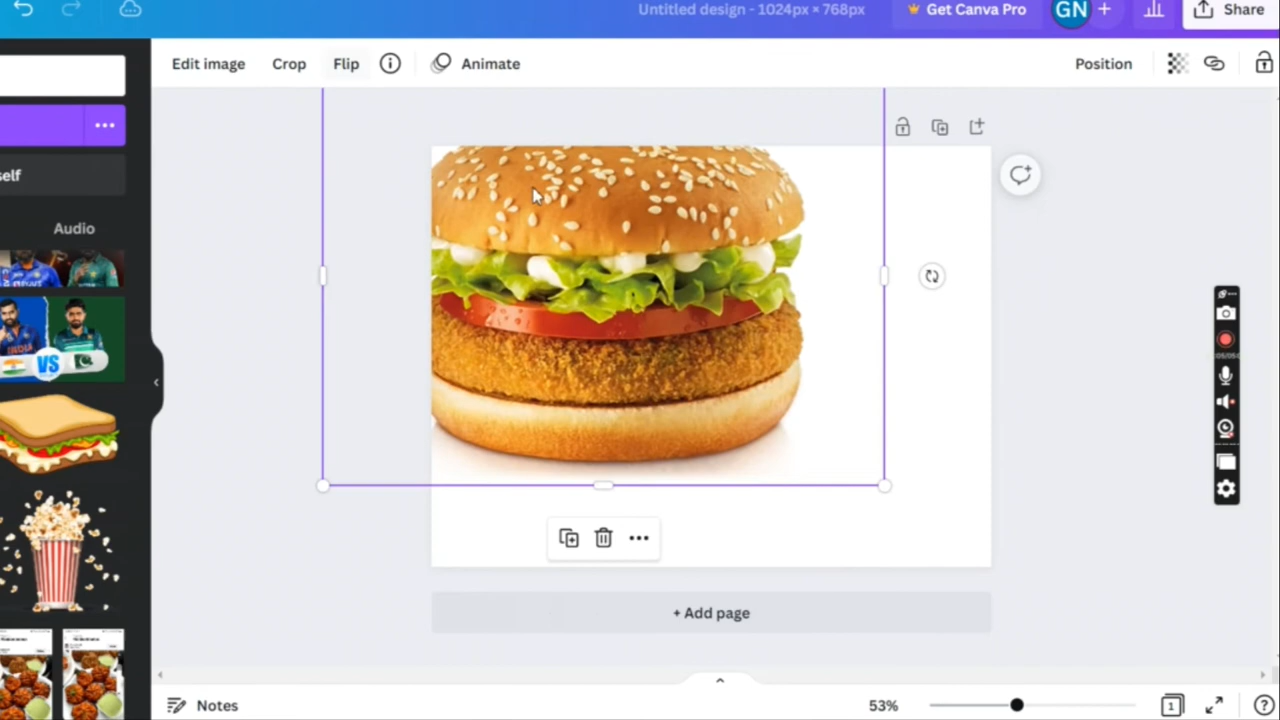 Untitled design - 1024px × 768px
Get Canva Pro
GN
+
Share
Edit image
Crop
Flip
Animate
Position
self
Audio
INDIA
VS
+ Add page
Notes
53%
1